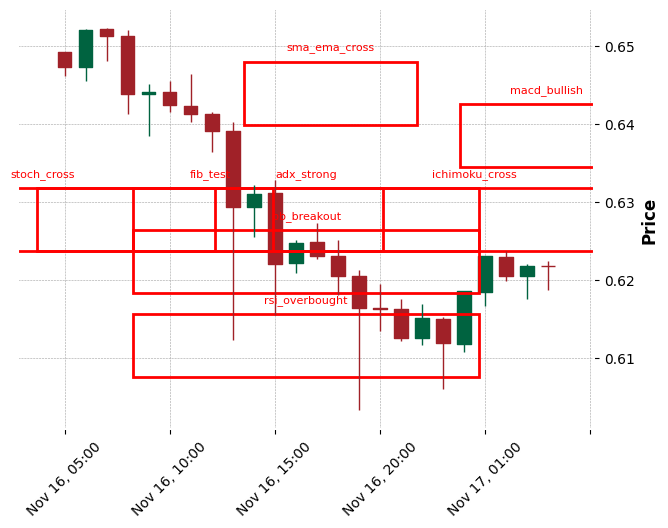 sma_ema_cross
macd_bullish
stoch_cross
fib_test
adx_strong
ichimoku_cross
rsi_overbought
0.65
0.64
0.63
0.62
0.61
Price
Nov 16, 05:00
Nov 16, 10:00
Nov 16, 15:00
Nov 16, 20:00
Nov 17, 01:00